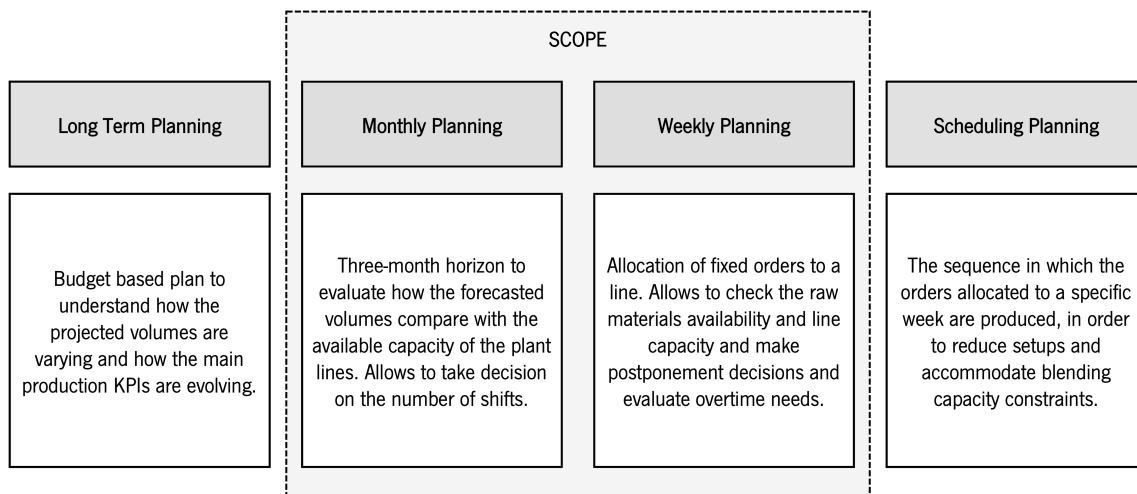 SCOPE
Long Term Planning
Monthly Planning
Weekly Planning
Scheduling Planning
Budget based plan to
understand how the
projected volumes are
varying and how the main
production KPIs are evolving.
Three-month horizon to
evaluate how the forecasted
volumes compare with the
available capacity of the plant
lines. Allows to take decision
on the number of shifts.
Allocation of fixed orders to a
line. Allows to check the raw
materials availability and line
capacity and make
postponement decisions and
evaluate overtime needs.
The sequence in which the
orders allocated to a specific
week are produced, in order
to reduce setups and
accommodate blending
capacity constraints.